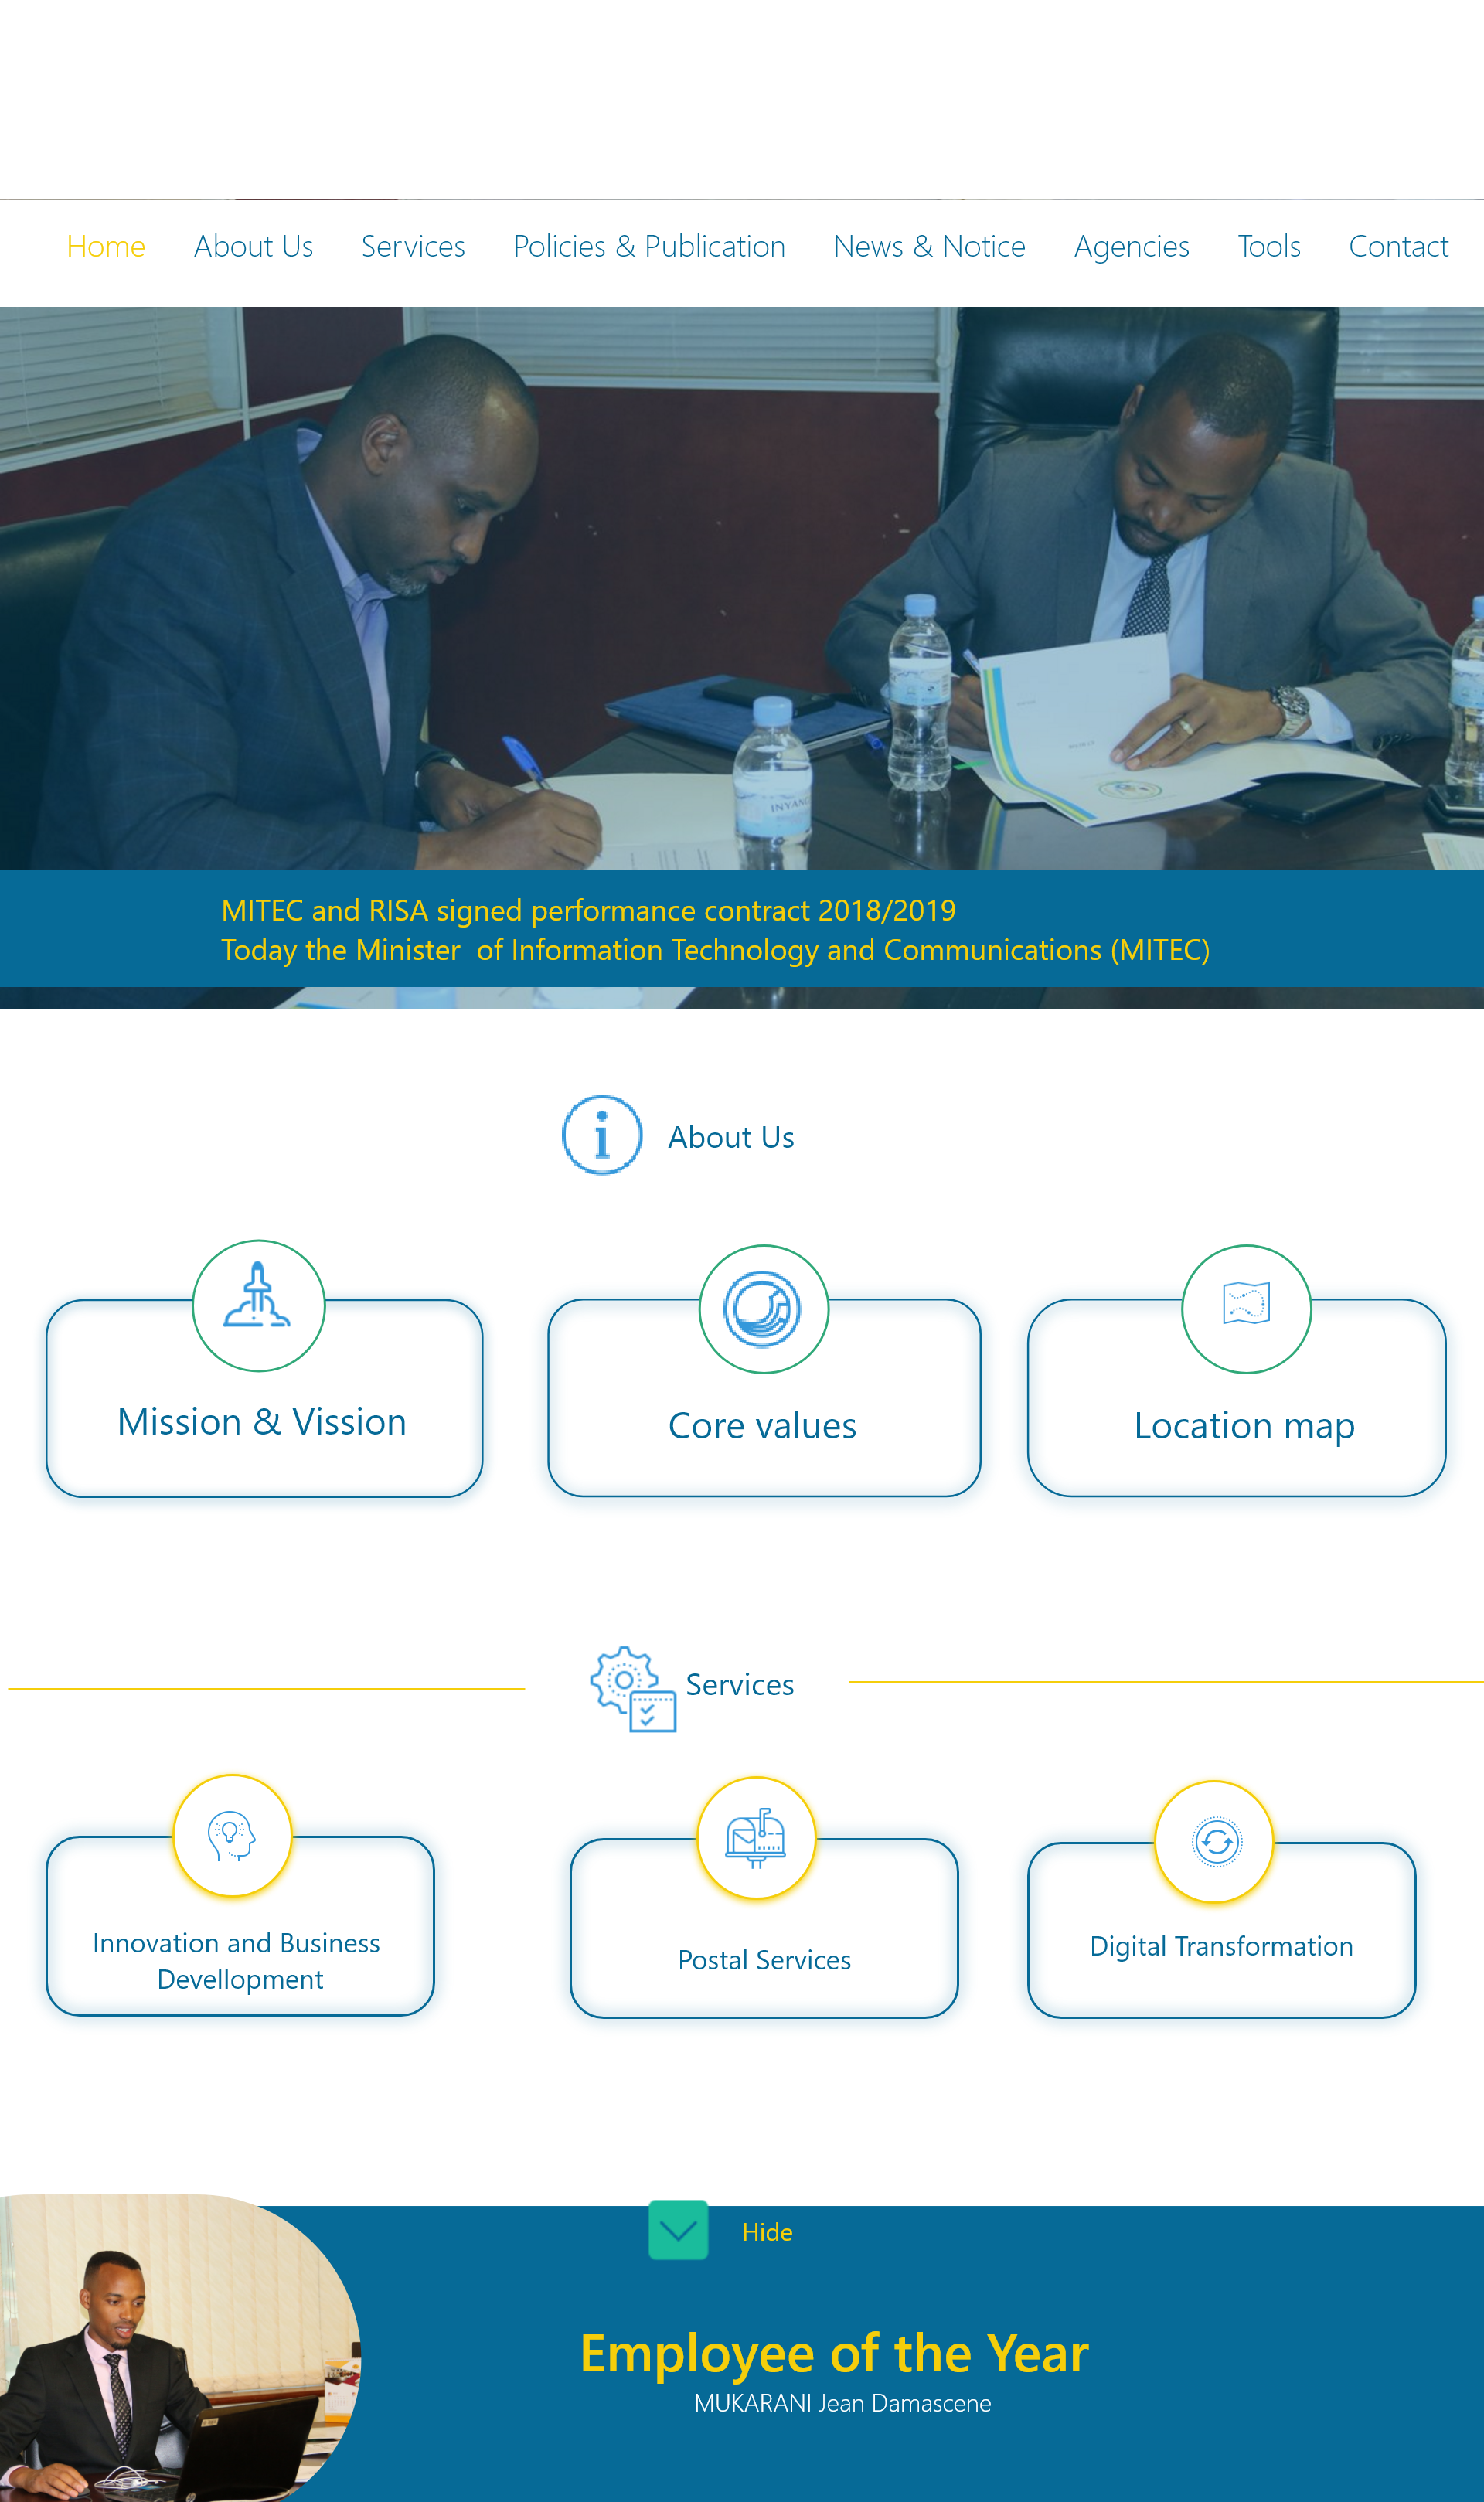 Home About Us Services Policies & Publication News & Notice Agencies Tools Contact
INYANG
MITEC and RISA signed performance contract 2018/2019
Today the Minister of Information Technology and Communications (MITEC)
i About Us
Mission & Vission
Core values
Location map
Services
Innovation and Business
Devellopment
Postal Services
Digital Transformation
Hide
Employee of the Year
MUKARANI Jean Damascene